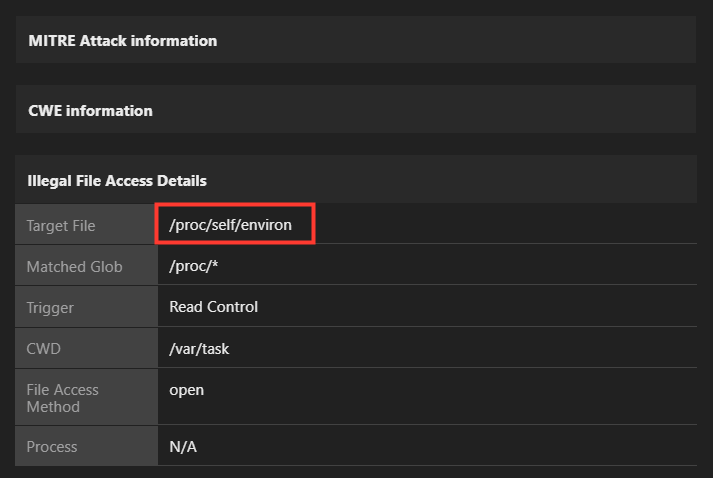 MITRE Attack information
CWE information
Illegal File Access Details
Target File /proc/self/environ
Matched Glob /proc/*
Trigger Read Control
CWD /var/task
File Access Method open
Process N/A